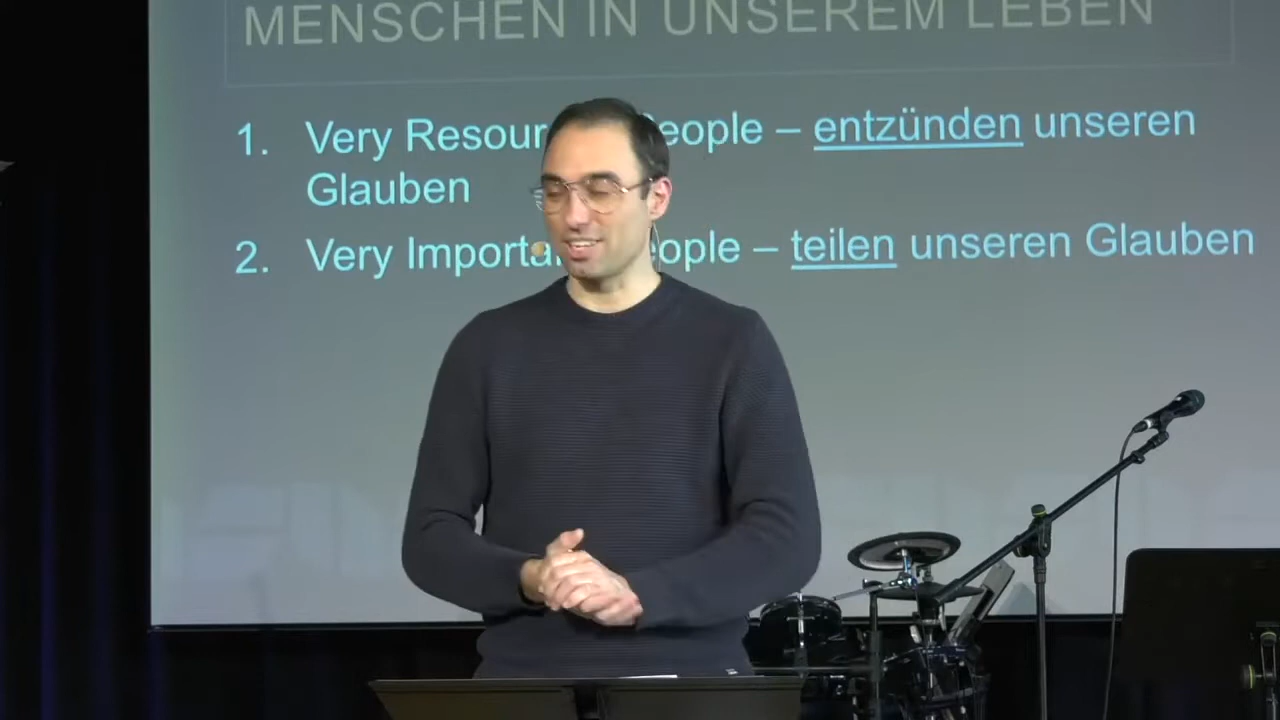 MENSCHEN IN UNSEREM LEBEN
1. Very Resour eople – entzünden unseren
Glauben
2. Very Importa eople – teilen unseren Glauben